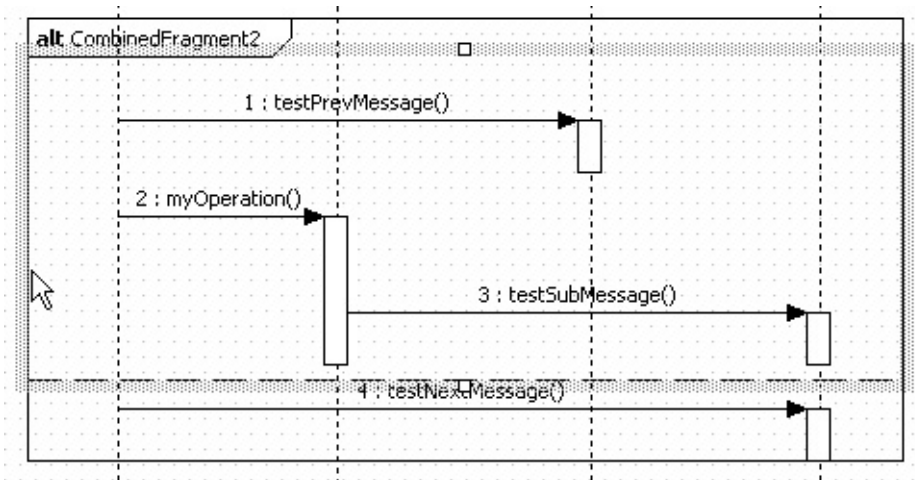 alt CombinedFragment2
1 : testPrevMessage()
2 : myOperation()
3 : testSubMessage()
4 : testNextMessage()